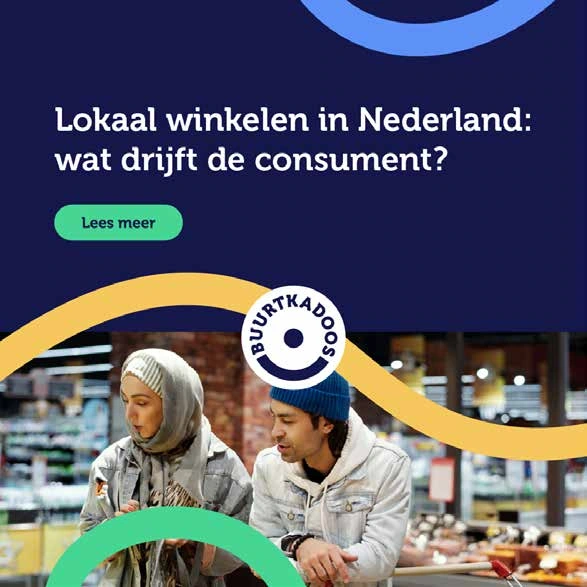 Lokaal winkelen in Nederland:
wat drijft de consument?
Lees meer
BUURTKADOOS